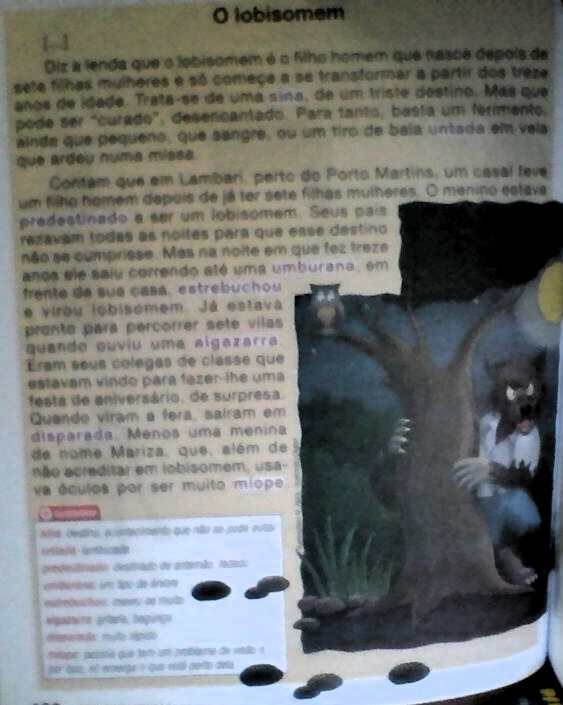 O lobisomem
[...]
Diz a lenda que o lobisomem é o filho homem que nasce depois de
sete filhas mulheres e só começa a se transformar a partir dos treze
anos de idade. Trata-se de uma sina, de um triste destino. Mas que
pode ser "curado", desencantado. Para tanto, basta um ferimento,
ainda que pequeno, que sangre, ou um tiro de bala untada em vela
que ardeu numa missa.
Contam que em Lambari, perto do Porto Martins, um casal teve
um filho homem depois de já ter sete filhas mulheres. O menino estava
predestinado a ser um lobisomem. Seus pais
rezavam todas as noites para que esse destino
não se cumprisse. Mas na noite em que fez treze
anos ele saiu correndo até uma umburana, em
frente de sua casa, estrebuchou
e virou lobisomem. Já estava
pronto para percorrer sete vilas
quando ouviu uma algazarra.
Eram seus colegas de classe que
estavam vindo para fazer-lhe uma
festa de aniversário, de surpresa.
Quando viram a fera, saíram em
disparada. Menos uma menina
de nome Mariza, que, além de
não acreditar em lobisomem, usa-
va óculos por ser muito míope.
sina: destino, acontecimento que não se pode evitar
untada: lambuzada
predestinado: destinado de antemão, fadado
umburana: um tipo de árvore
estrebuchou: mexeu-se muito
algazarra: gritaria, bagunça
disparada: muito rápido
míope: pessoa que tem um problema de visão e,
por isso, só enxerga o que está perto dela